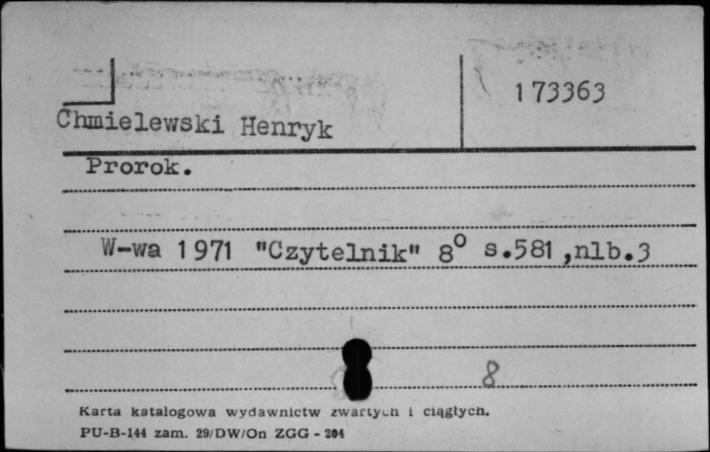 173363
Chmielewski Henryk
Prorok.
W-wa 1971 "Czytelnik" 8° s.581,nlb.3
8
Karta katalogowa wydawnictw zwartych i ciągłych.
PU-B-144 zam. 29/DW/On ZGG - 204